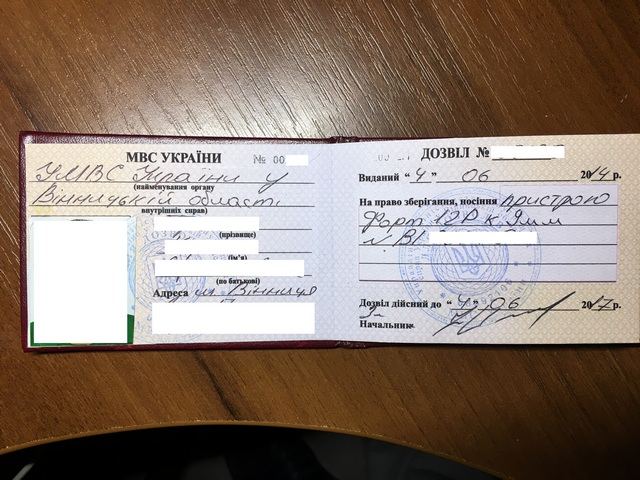 МВС УКРАЇНИ
№ 00
УМВС України у
(найменування органу
Вінницькій області
внутрішніх справ)
(прізвище)
(ім'я)
(по батькові)
Адреса м. Вінниця
ДОЗВІЛ №
Виданий “ 4 ” 06 2014 р.
На право зберігання, носіння пристрою
Форт 12Р к. 9мм
N. ВІ
Дозвіл дійсний до “ 4 ” 06 2017 р.
Начальник